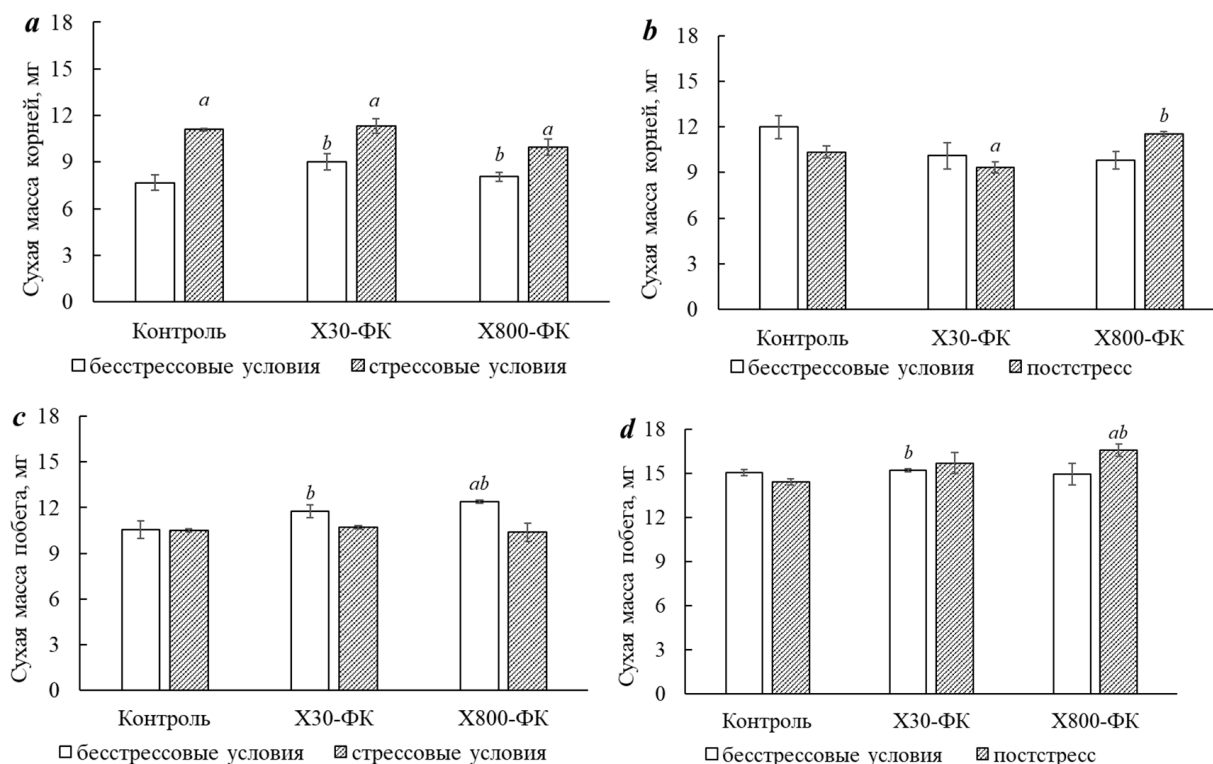 a
Сухая масса корней, мг
18
15
12
9
6
3
0
a
a
b
a
b
Контроль
Х30-ФК
Х800-ФК
бесстрессовые условия
стрессовые условия
b
Сухая масса корней, мг
18
15
12
9
6
3
0
a
b
Контроль
Х30-ФК
Х800-ФК
бесстрессовые условия
постстресс
c
Сухая масса побега, мг
18
15
12
9
6
3
0
b
ab
Контроль
Х30-ФК
Х800-ФК
бесстрессовые условия
стрессовые условия
d
Сухая масса побега, мг
18
15
12
9
6
3
0
b
ab
Контроль
Х30-ФК
Х800-ФК
бесстрессовые условия
постстресс